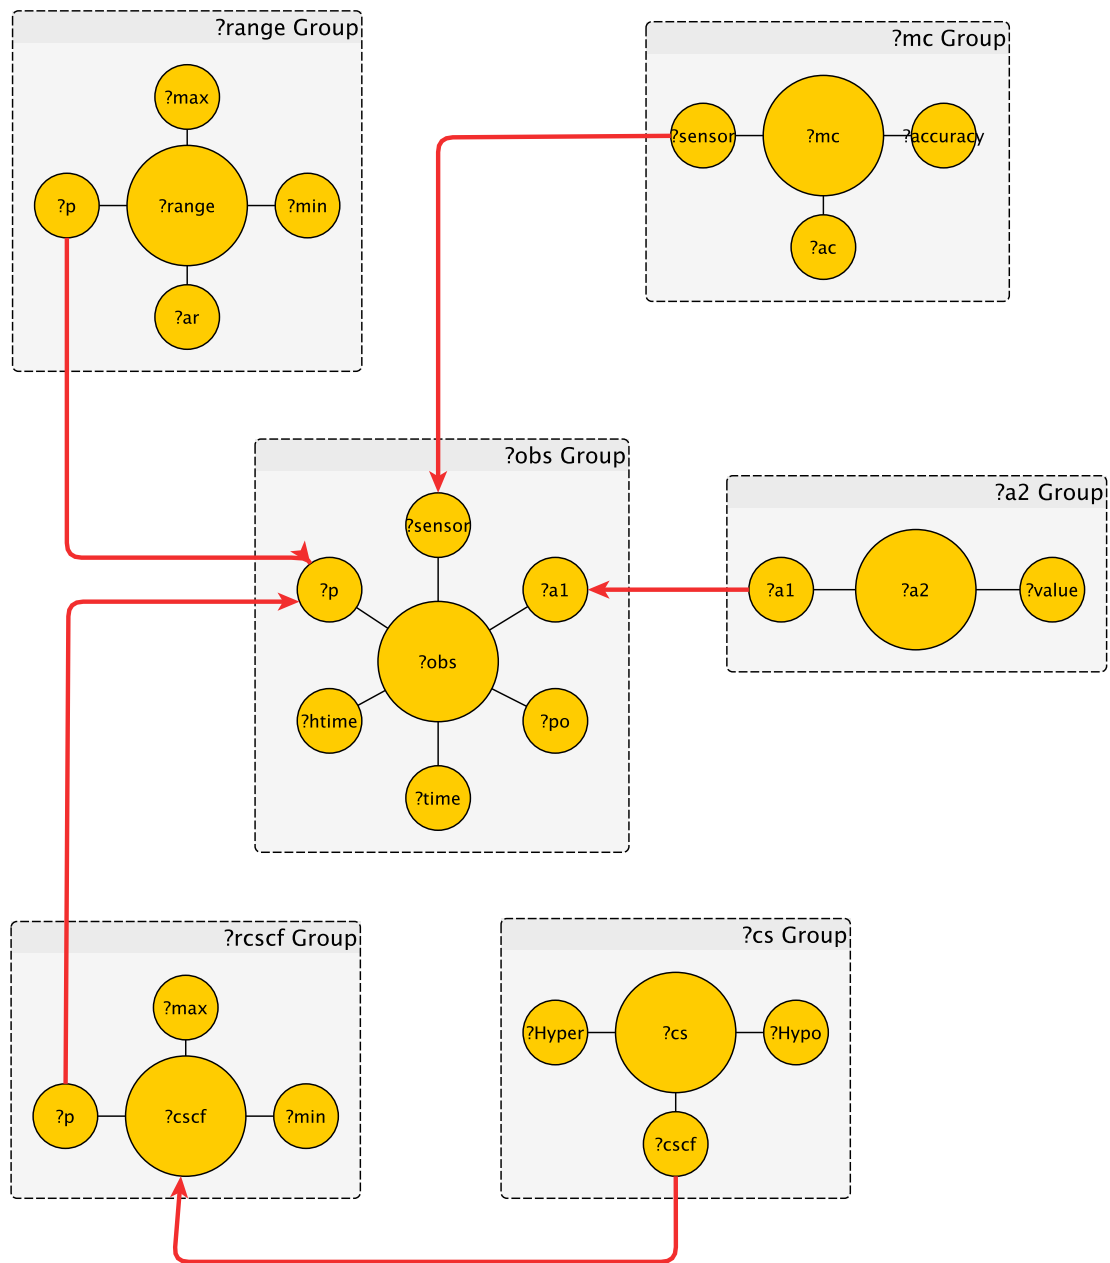 ?range Group
?max
?p
?range
?min
?ar
?mc Group
?sensor
?mc
?accuracy
?ac
?obs Group
?sensor
?p
?a1
?obs
?htime
?po
?time
?a2 Group
?a1
?a2
?value
?rcscf Group
?max
?p
?cscf
?min
?cs Group
?Hyper
?cs
?Hypo
?cscf